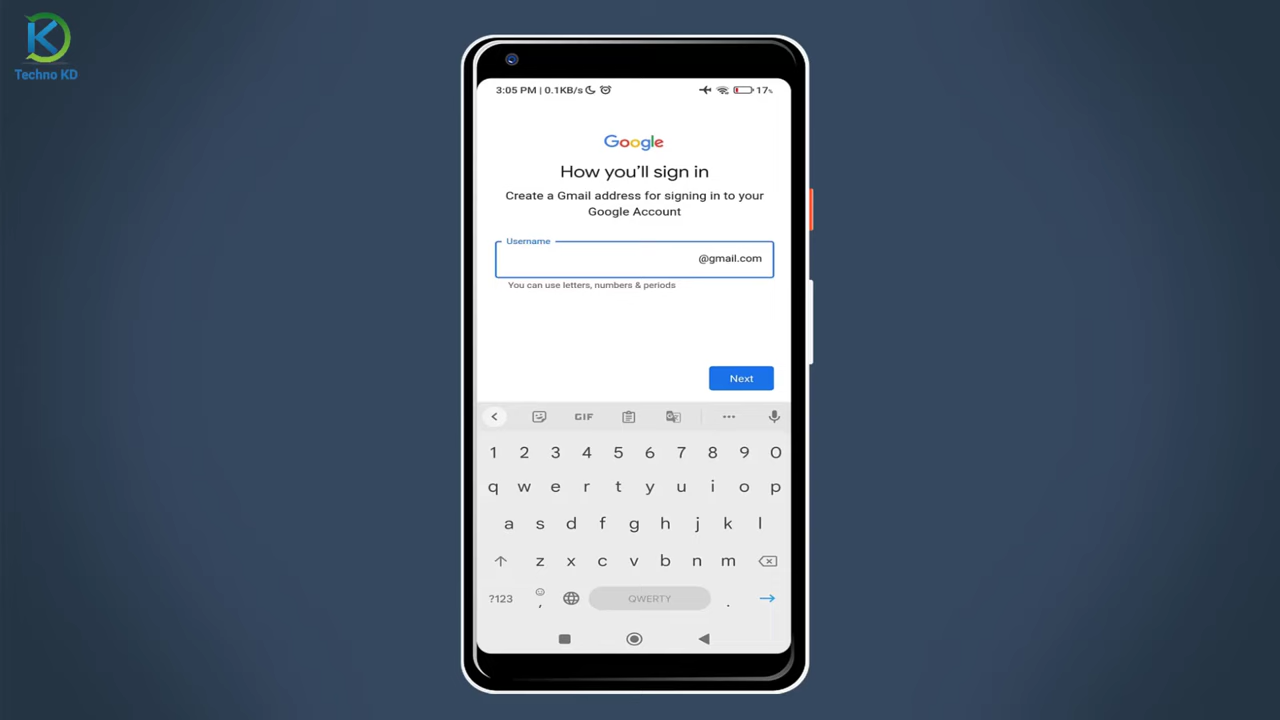 Techno KD
3:05 PM | 0.1KB/s 17%
Google
How you'll sign in
Create a Gmail address for signing in to your
Google Account
Username
@gmail.com
You can use letters, numbers & periods
Next
GIF
1 2 3 4 5 6 7 8 9 0
q w e r t y u i o p
a s d f g h j k l
z x c v b n m
?123 , QWERTY .